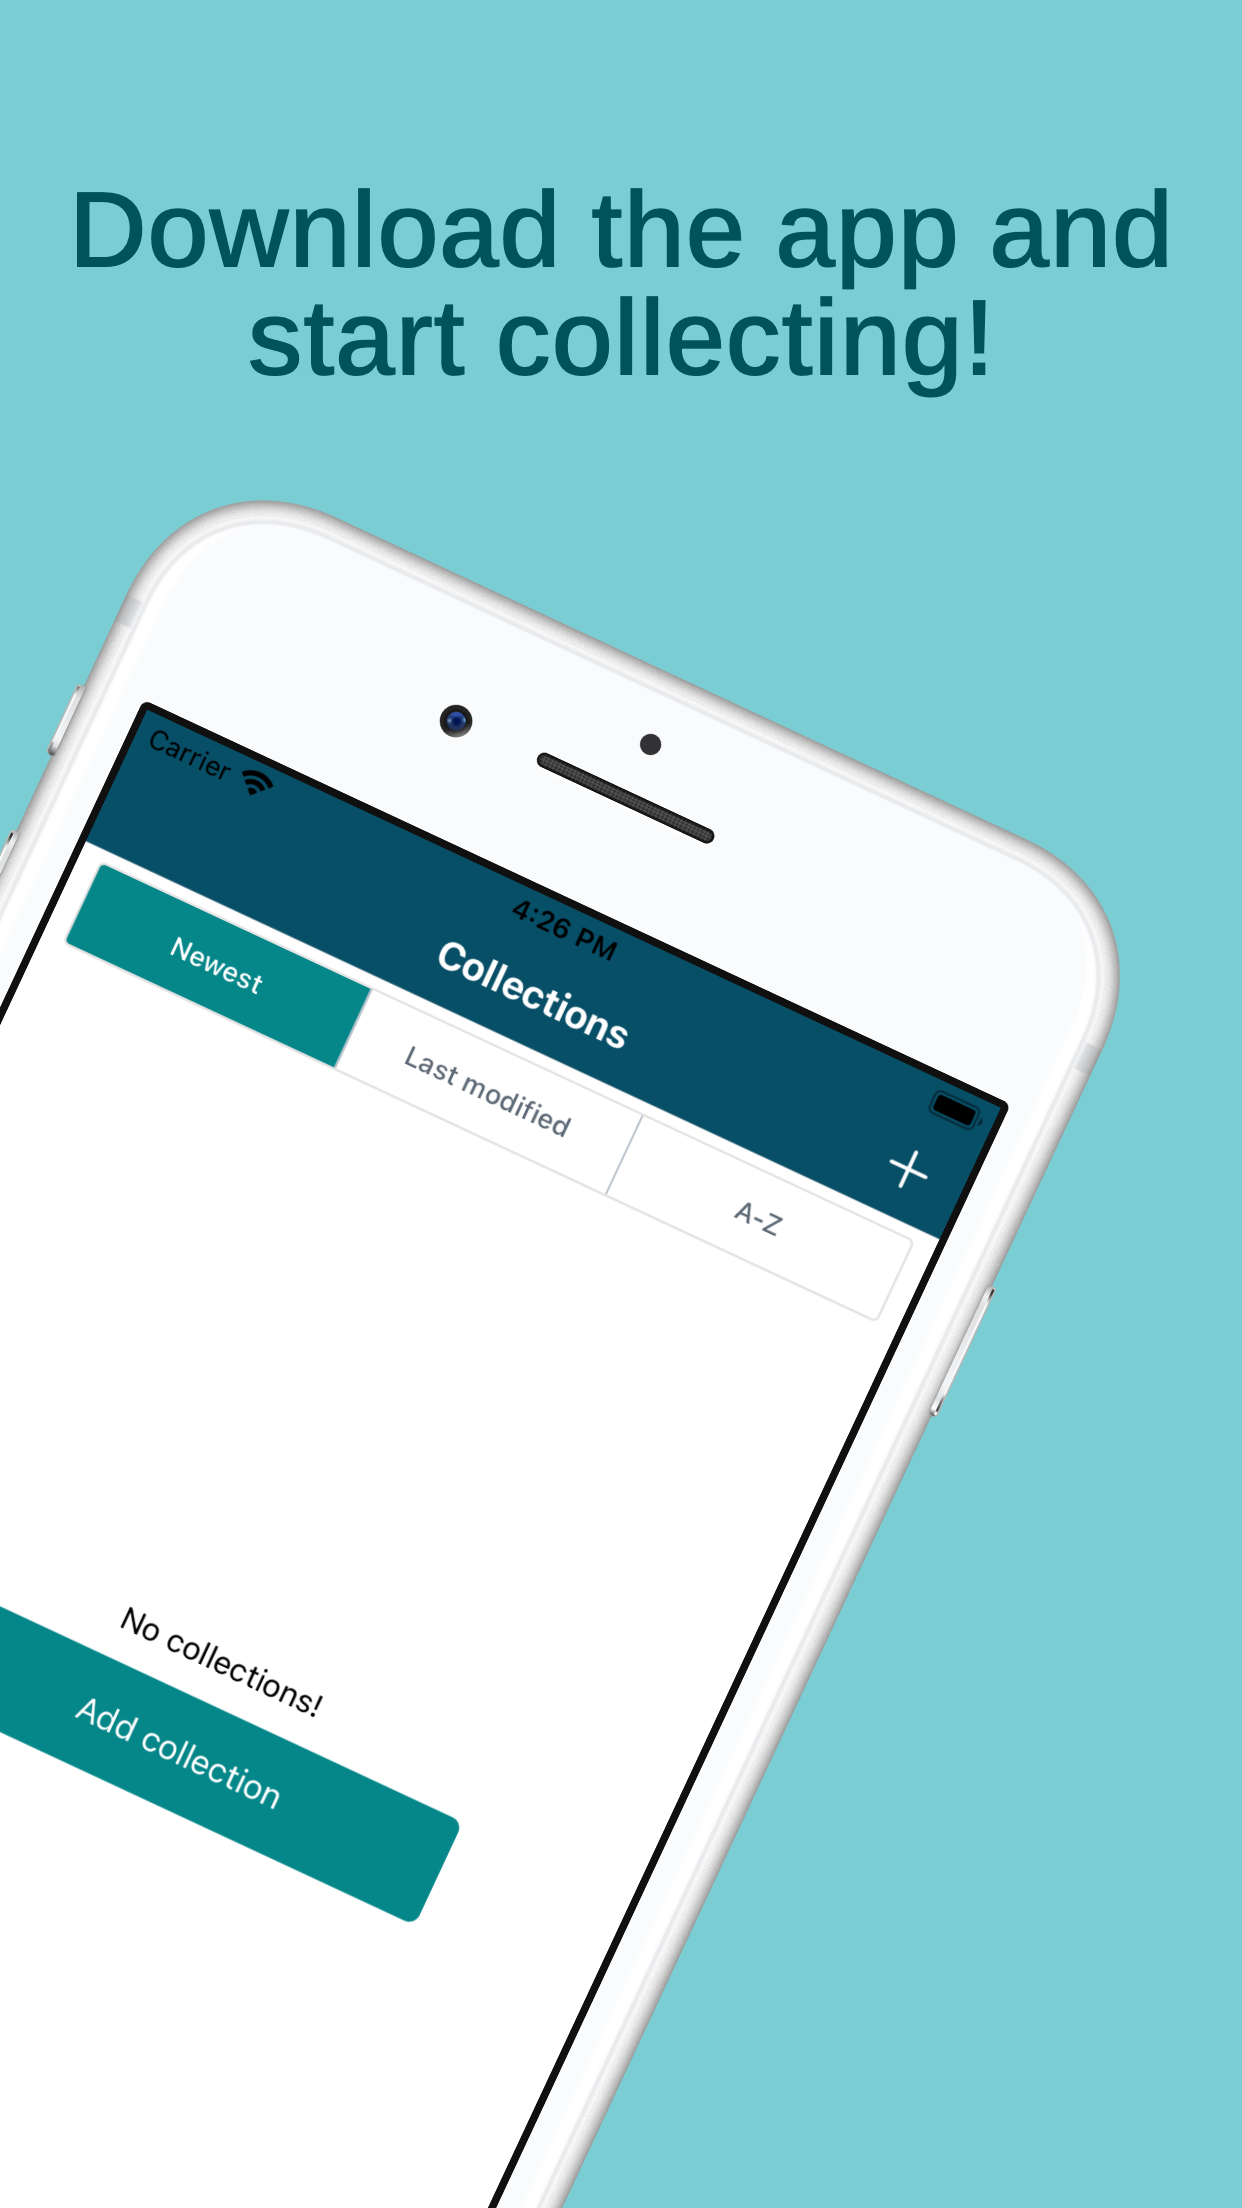 Download the app and
start collecting!
Carrier
4:26 PM
Collections
Newest
Last modified
A-Z
No collections!
Add collection